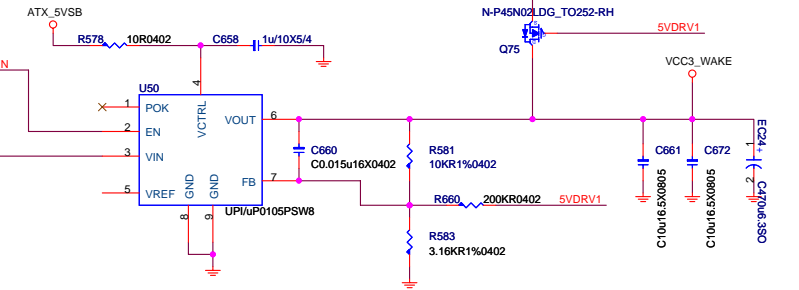 N-P45N02LDG_TO252-RH
ATX_5VSB
5VDRV1
R578 10R0402 C658 1u/10X5/4
Q75
N
VCC3_WAKE
U50
4
1 POK
VCTRL
VOUT 6
2 EN
EC24
+
1
C660
C0.015u16X0402
R581
10KR1%0402
C661
C10u16.5X0805
C672
C10u16.5X0805
3 VIN
2
C470u6.3SO
FB 7
5 VREF
GND
GND
R660 200KR0402 5VDRV1
UPI/uP0105PSW8
8
9
R583
3.16KR1%0402